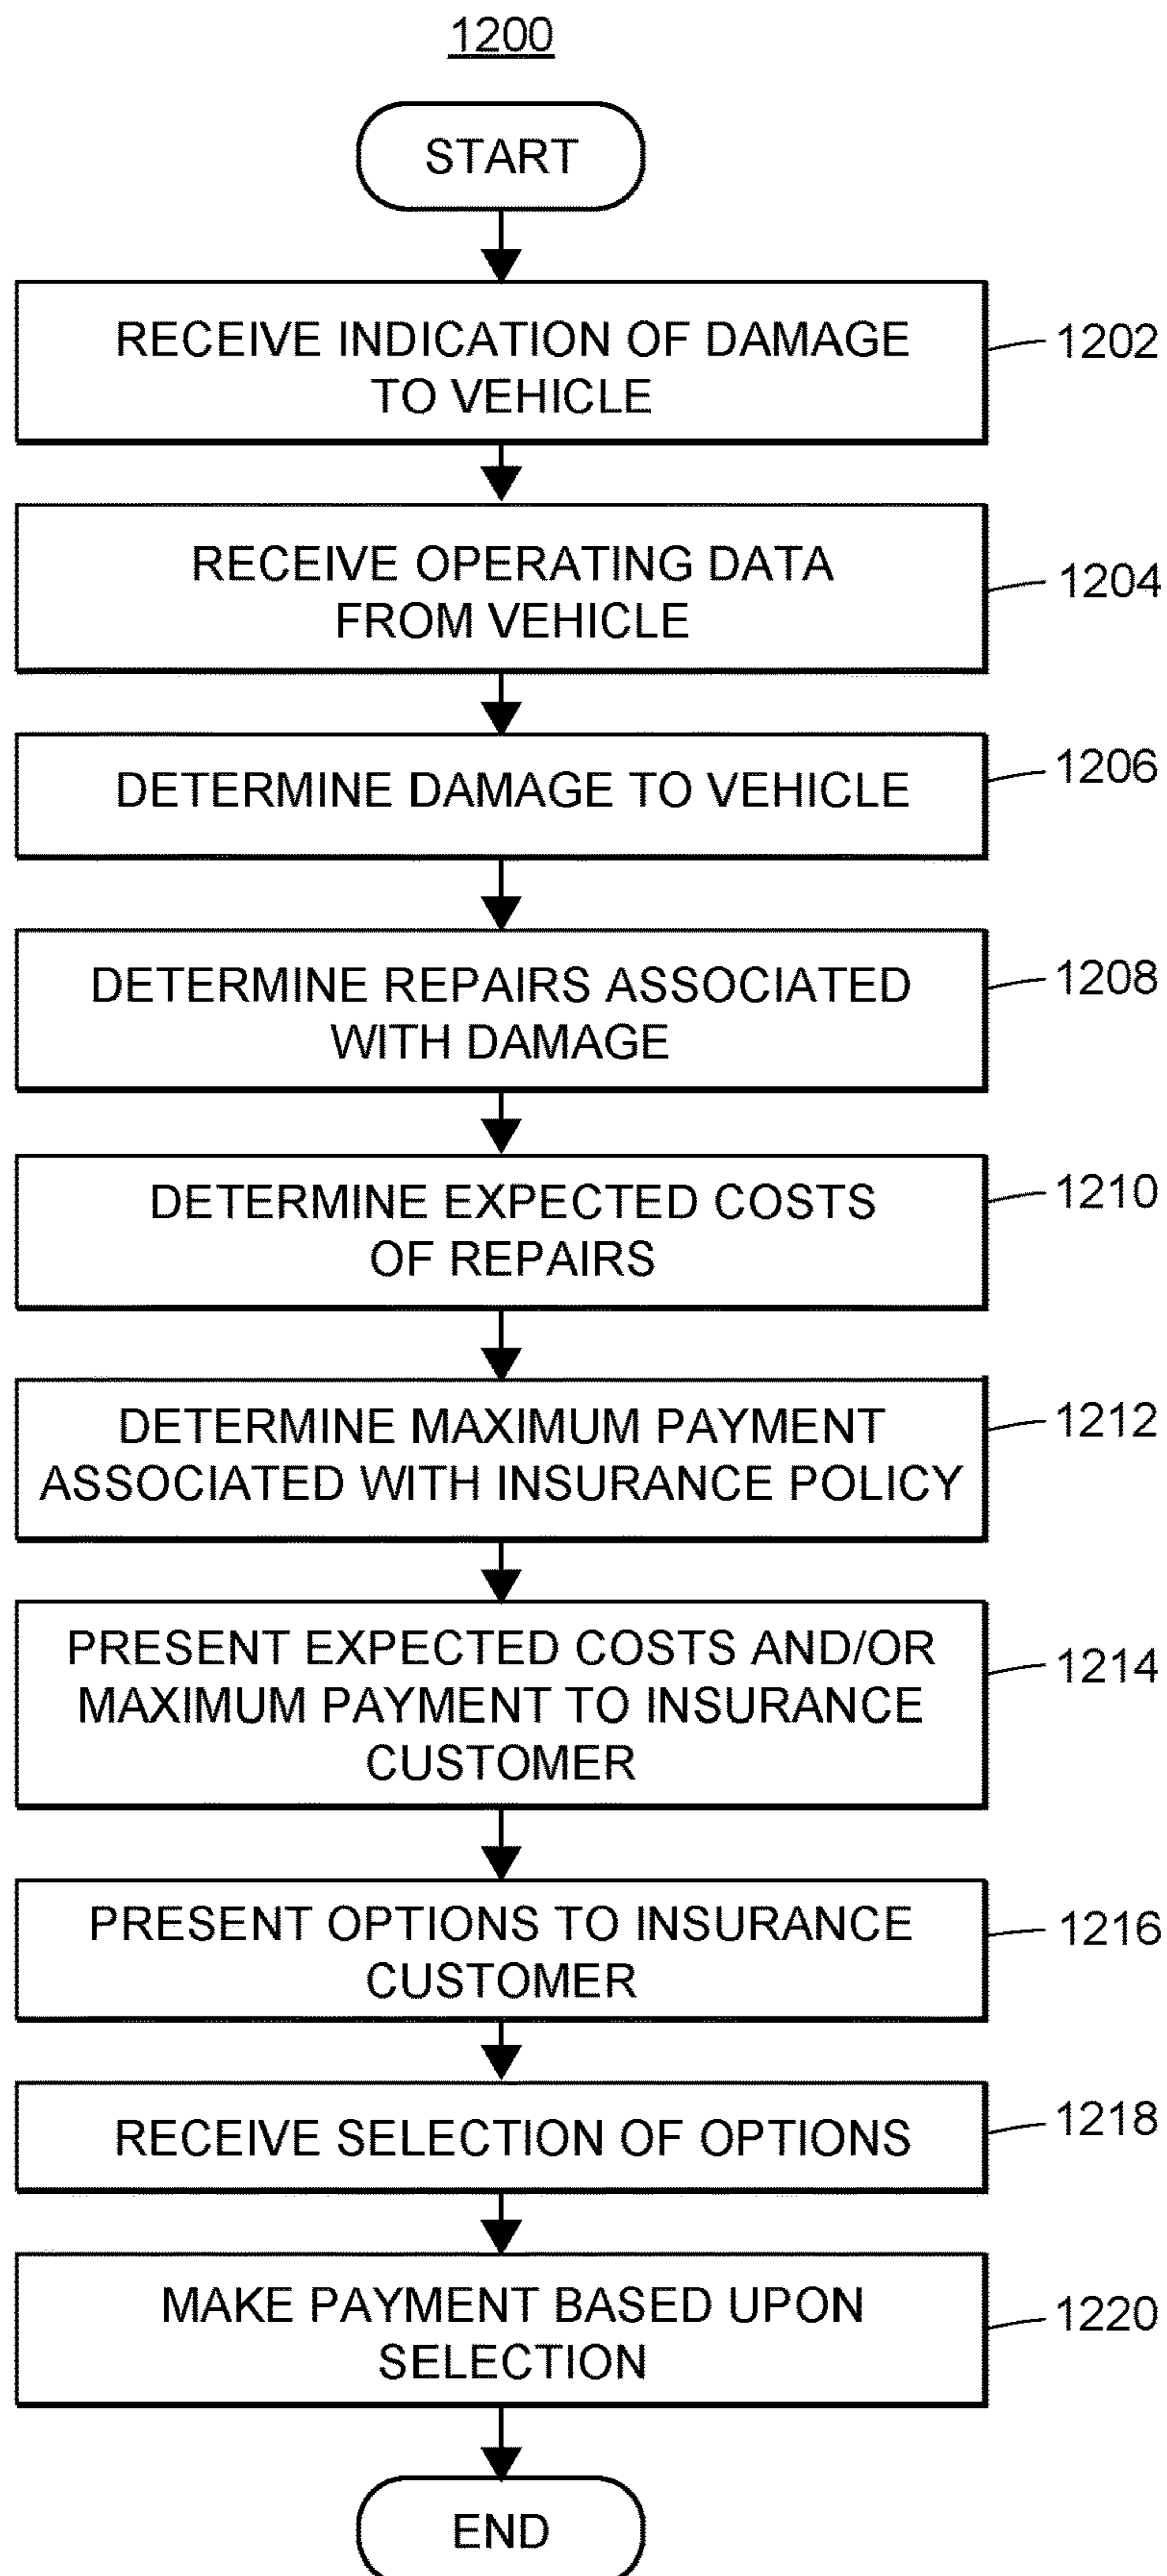 1200
START
RECEIVE INDICATION OF DAMAGE
TO VEHICLE
1202
RECEIVE OPERATING DATA
FROM VEHICLE
1204
DETERMINE DAMAGE TO VEHICLE
1206
DETERMINE REPAIRS ASSOCIATED
WITH DAMAGE
1208
DETERMINE EXPECTED COSTS
OF REPAIRS
1210
DETERMINE MAXIMUM PAYMENT
ASSOCIATED WITH INSURANCE POLICY
1212
PRESENT EXPECTED COSTS AND/OR
MAXIMUM PAYMENT TO INSURANCE
CUSTOMER
1214
PRESENT OPTIONS TO INSURANCE
CUSTOMER
1216
RECEIVE SELECTION OF OPTIONS
1218
MAKE PAYMENT BASED UPON
SELECTION
1220
END